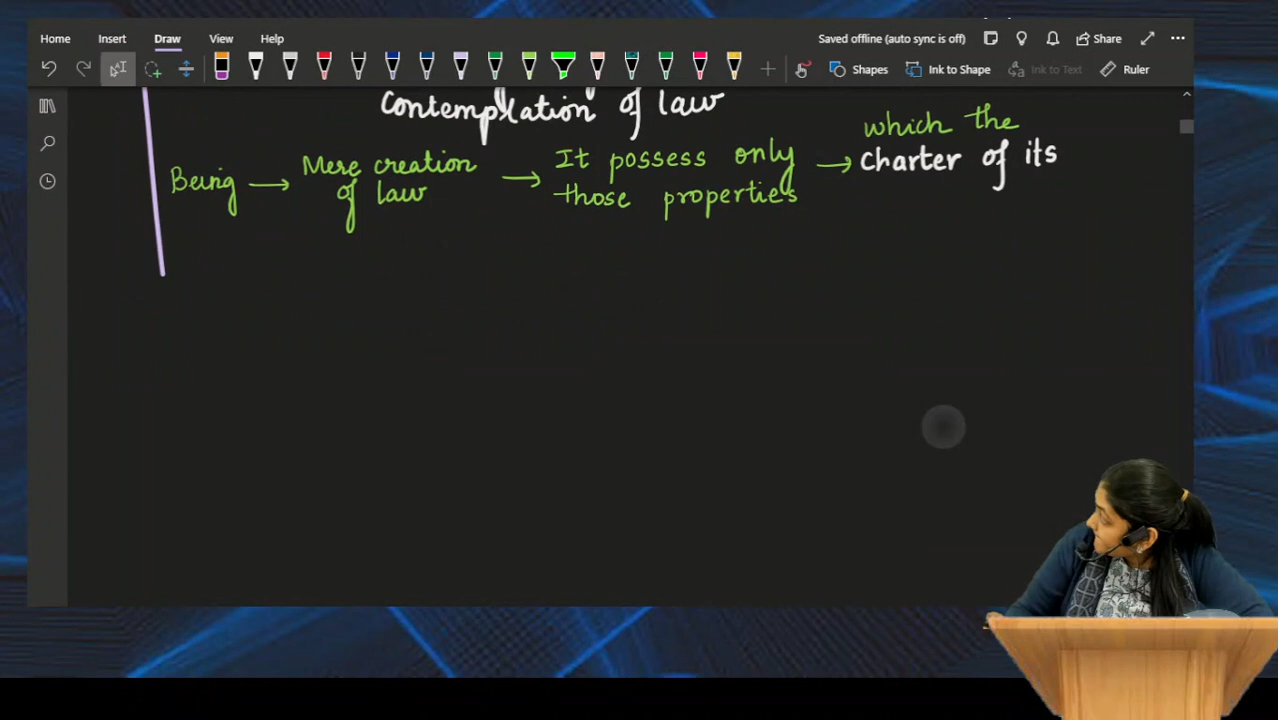 Home Insert Draw View Help Saved offline (auto sync is off) Share
Shapes Ink to Shape Ink to Text Ruler
Contemplation of law
Being → Mere creation of law → It possess only those properties → which the charter of its